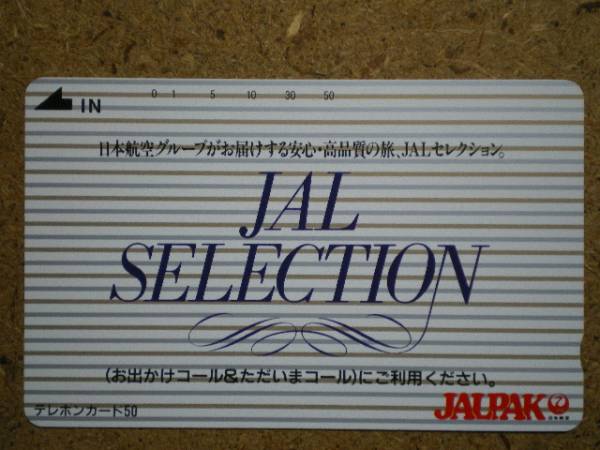 IN
0 1 5 10 30 50
日本航空グループがお届けする安心・高品質の旅、JALセレクション。
JAL
SELECTION
(お出かけコール&ただいまコール)にご利用ください。
テレホンカード50
JALPAK